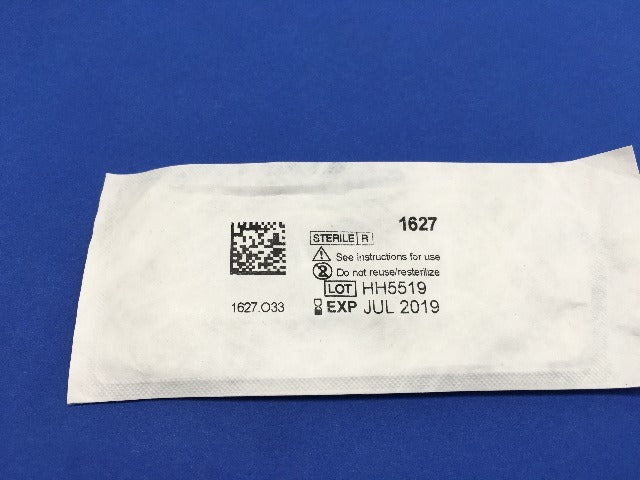 1627
STERILE R
See instructions for use
Do not reuse/resterilize
LOT HH5519
EXP JUL 2019
1627.O33